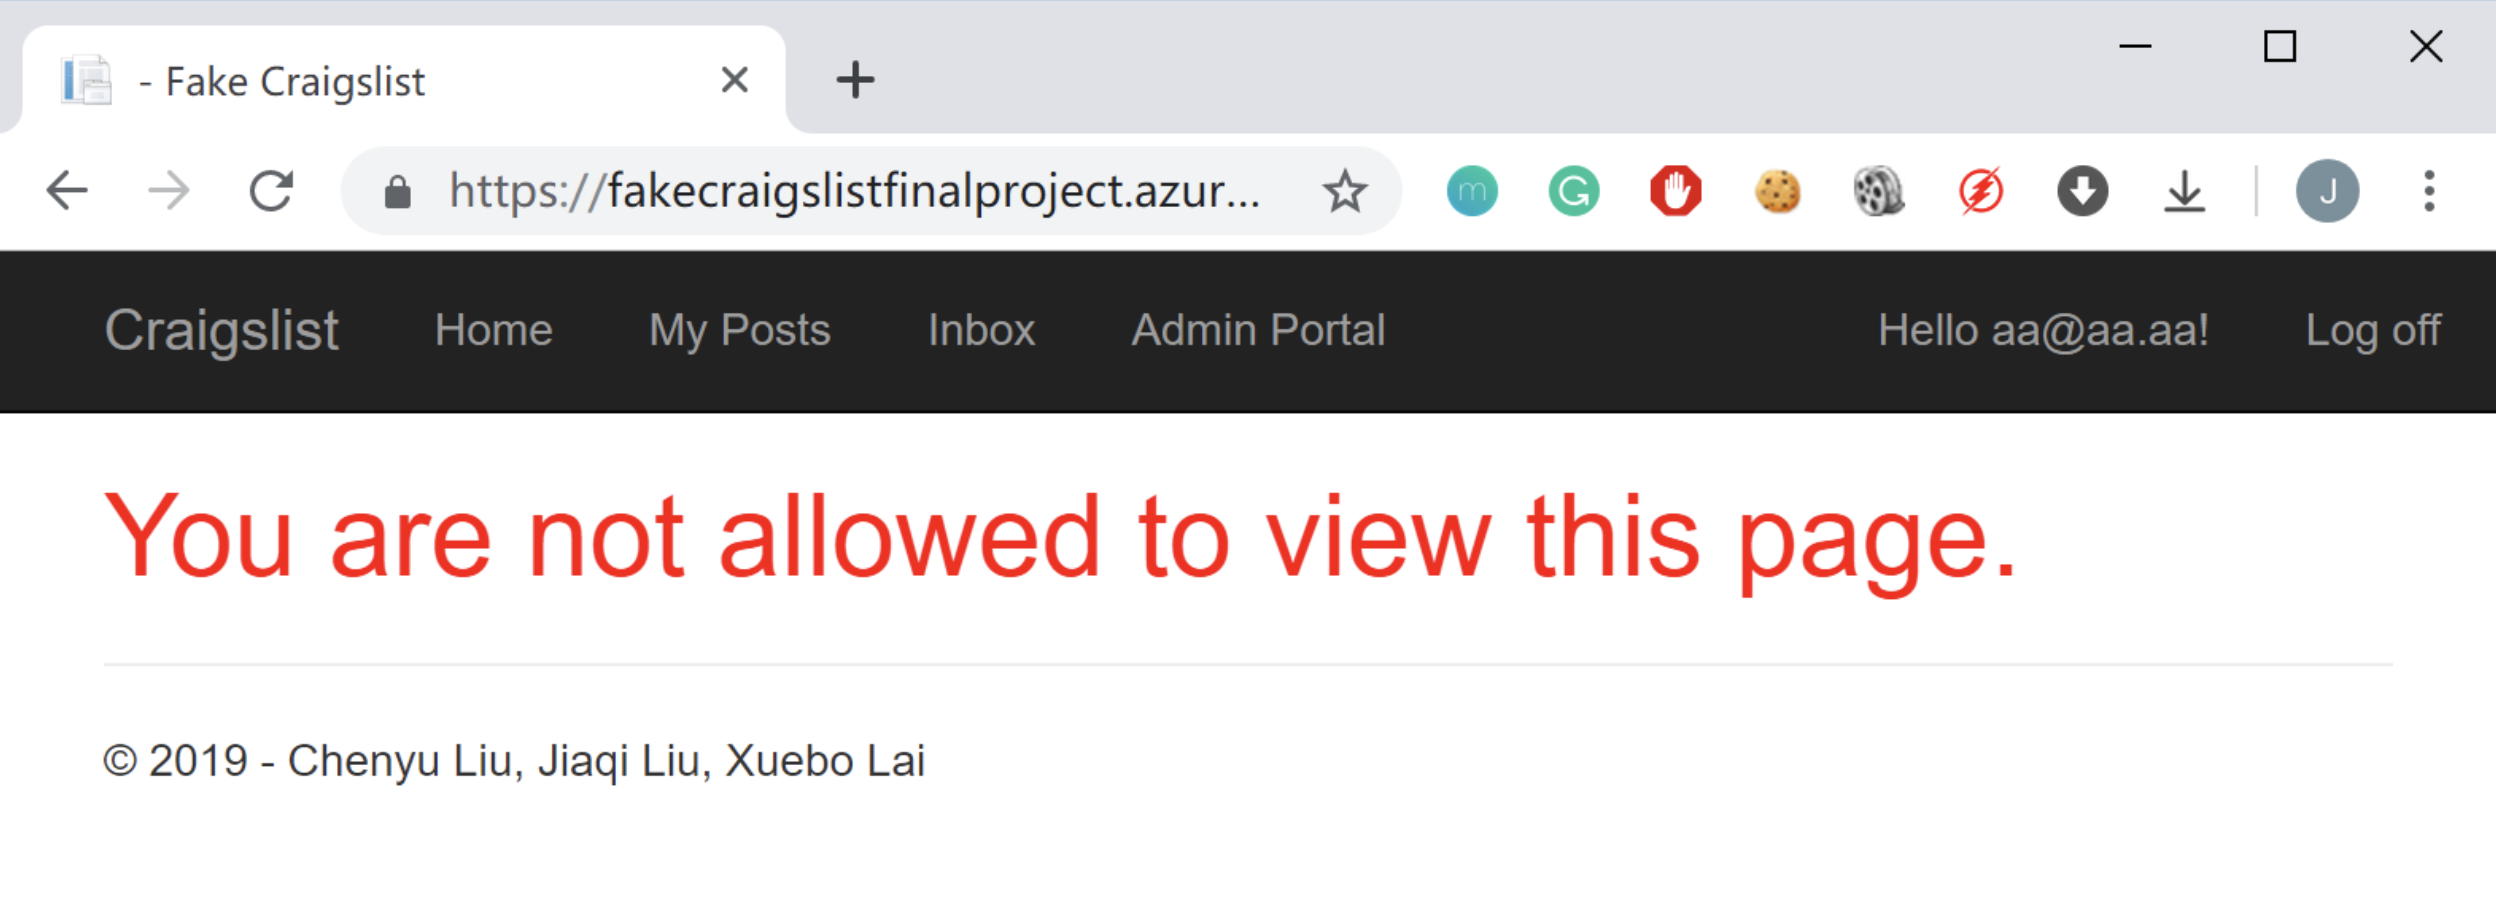 - Fake Craigslist
https://fakecraigslistfinalproject.azur...
m
G
J
Craigslist Home My Posts Inbox Admin Portal Hello aa@aa.aa! Log off
You are not allowed to view this page.
© 2019 - Chenyu Liu, Jiaqi Liu, Xuebo Lai